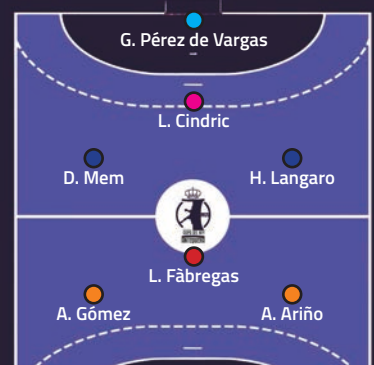 G. Pérez de Vargas
L. Cindric
D. Mem
H. Langaro
L. Fàbregas
A. Gómez
A. Ariño